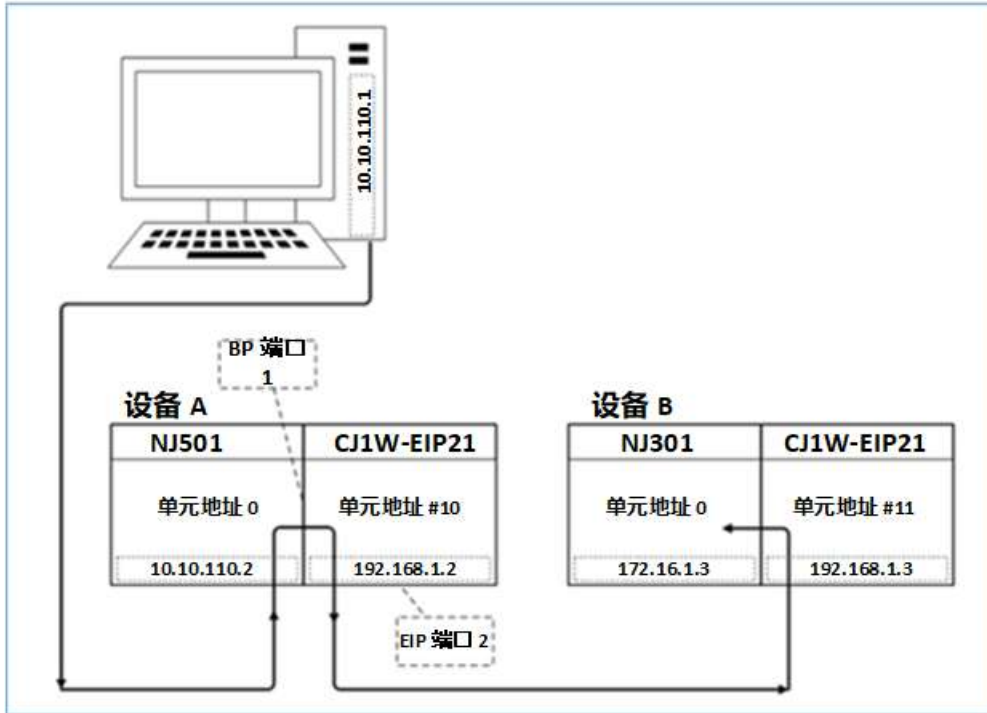 10.10.110.1
BP 端口
1
设备 A
NJ501
CJ1W-EIP21
单元地址 0
单元地址 #10
10.10.110.2
192.168.1.2
EIP 端口 2
设备 B
NJ301
CJ1W-EIP21
单元地址 0
单元地址 #11
172.16.1.3
192.168.1.3